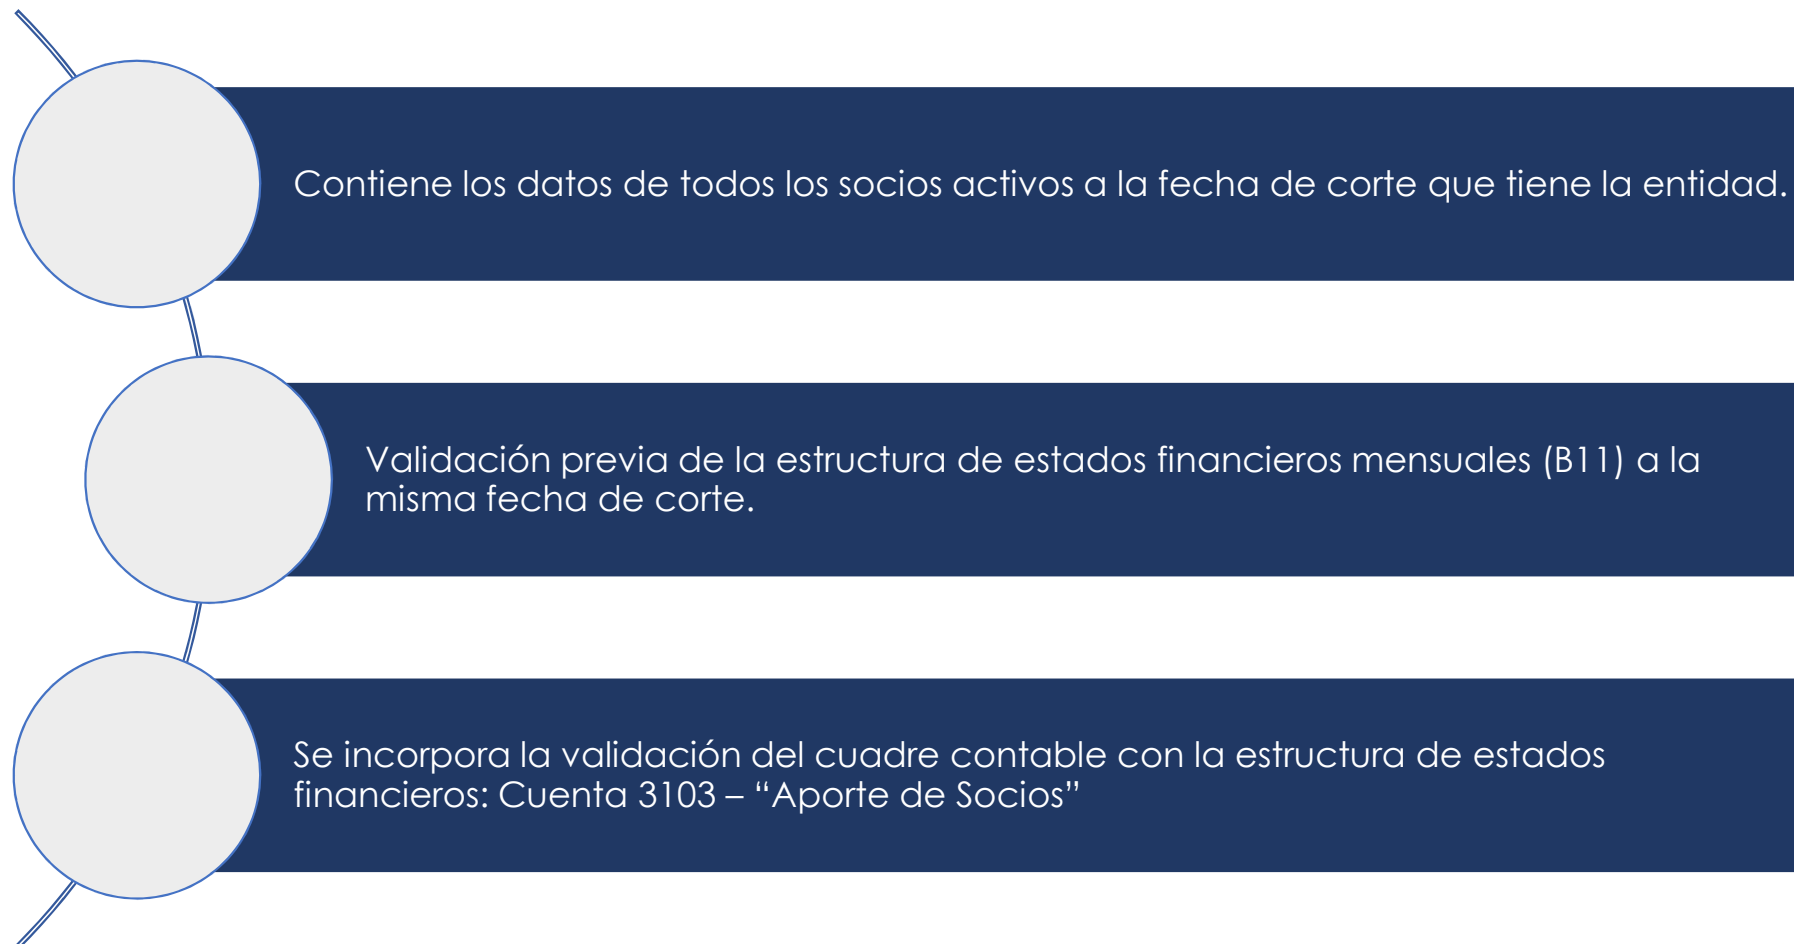 Contiene los datos de todos los socios activos a la fecha de corte que tiene la entidad.
Validación previa de la estructura de estados financieros mensuales (B11) a la
misma fecha de corte.
Se incorpora la validación del cuadre contable con la estructura de estados
financieros: Cuenta 3103 – “Aporte de Socios”